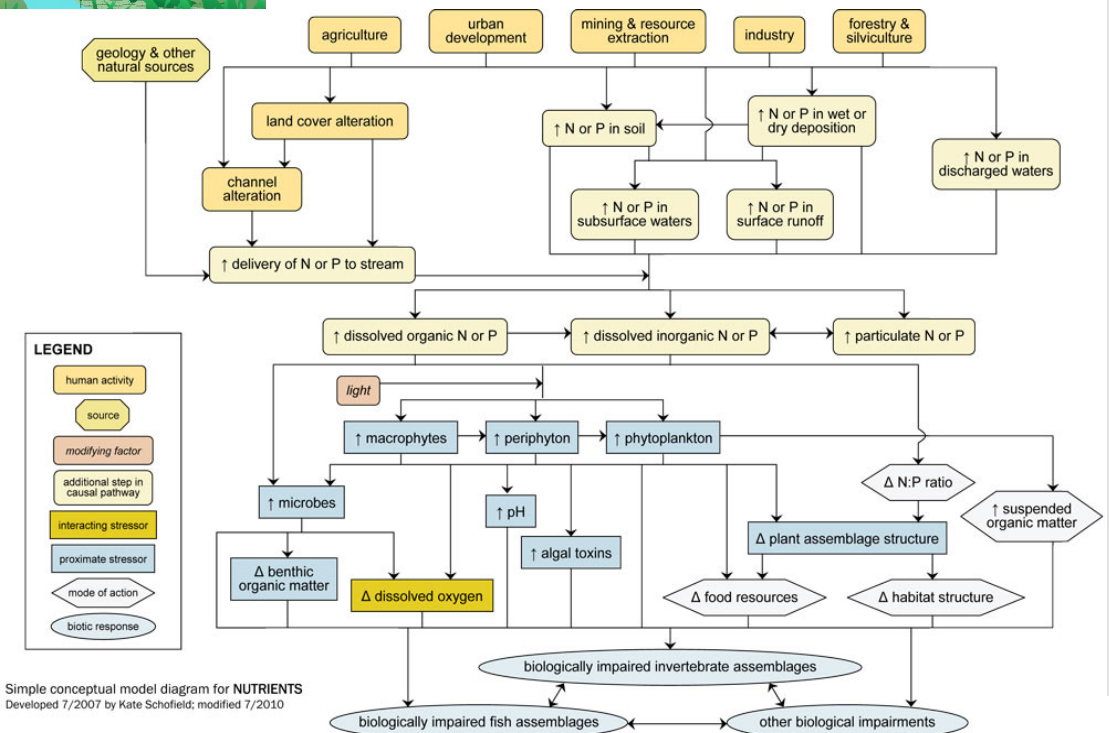 agriculture
urban
development
mining & resource
extraction
industry
forestry &
silviculture
geology & other
natural sources
land cover alteration
↑ N or P in soil
↑ N or P in wet or
dry deposition
↑ N or P in
discharged waters
channel
alteration
↑ N or P in
subsurface waters
↑ N or P in
surface runoff
↑ delivery of N or P to stream
↑ dissolved organic N or P
↑ dissolved inorganic N or P
↑ particulate N or P
LEGEND
human activity
source
modifying factor
additional step in
causal pathway
interacting stressor
proximate stressor
mode of action
biotic response
light
↑ macrophytes
↑ periphyton
↑ phytoplankton
Δ N:P ratio
↑ microbes
↑ pH
↑ suspended
organic matter
↑ algal toxins
Δ plant assemblage structure
Δ benthic
organic matter
Δ dissolved oxygen
Δ food resources
Δ habitat structure
biologically impaired invertebrate assemblages
biologically impaired fish assemblages
other biological impairments
Simple conceptual model diagram for NUTRIENTS
Developed 7/2007 by Kate Schofield; modified 7/2010